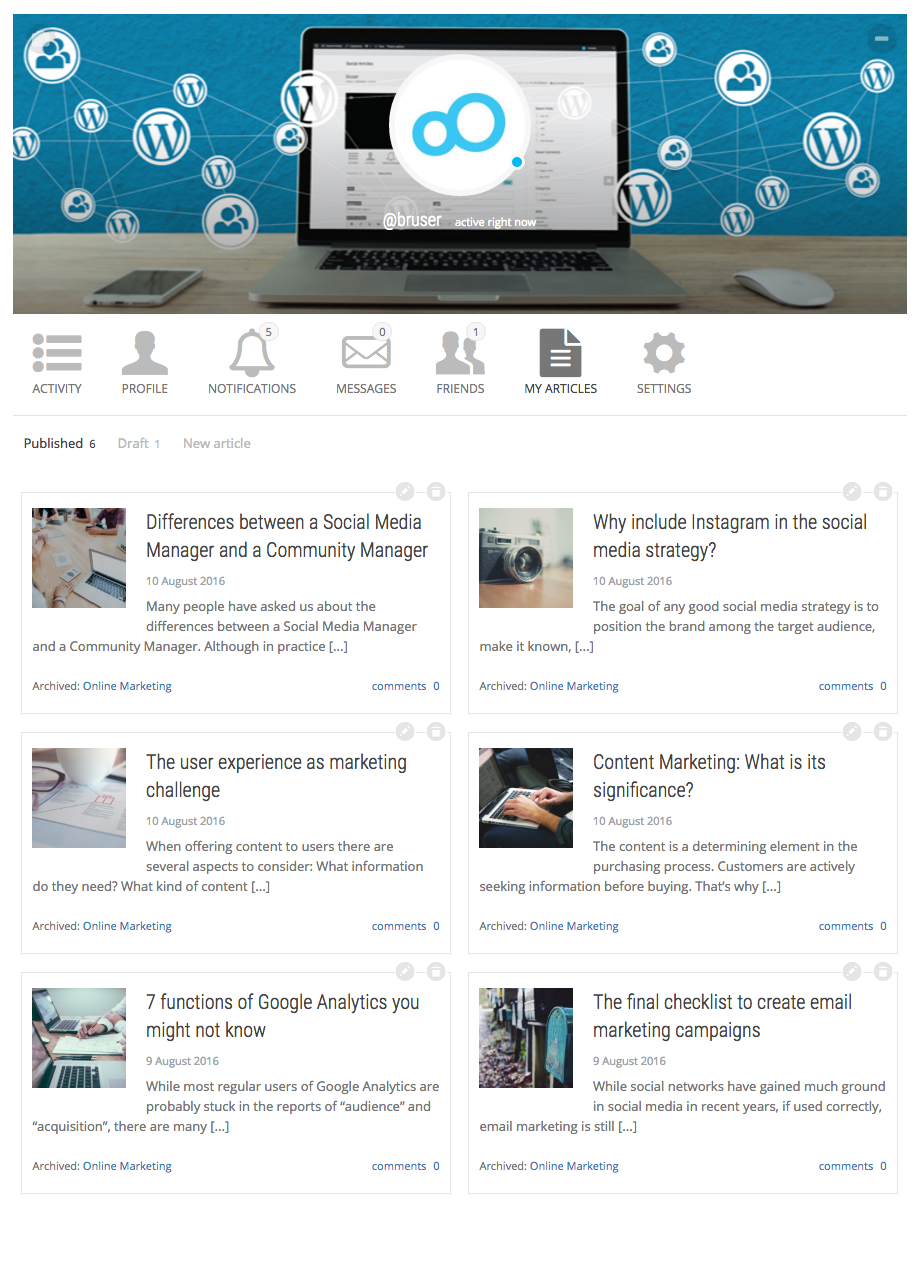 Social Articles
@bruser active right now
5
0
1
ACTIVITY PROFILE NOTIFICATIONS MESSAGES FRIENDS MY ARTICLES SETTINGS
Published 6 Draft 1 New article
Differences between a Social Media
Manager and a Community Manager
10 August 2016
Many people have asked us about the
differences between a Social Media Manager
and a Community Manager. Although in practice [...]
Archived: Online Marketing comments 0
Why include Instagram in the social
media strategy?
10 August 2016
The goal of any good social media strategy is to
position the brand among the target audience,
make it known, [...]
Archived: Online Marketing comments 0
The user experience as marketing
challenge
10 August 2016
When offering content to users there are
several aspects to consider: What information
do they need? What kind of content [...]
Archived: Online Marketing comments 0
Content Marketing: What is its
significance?
10 August 2016
The content is a determining element in the
purchasing process. Customers are actively
seeking information before buying. That's why [...]
Archived: Online Marketing comments 0
7 functions of Google Analytics you
might not know
9 August 2016
While most regular users of Google Analytics are
probably stuck in the reports of “audience” and
“acquisition”, there are many [...]
Archived: Online Marketing comments 0
The final checklist to create email
marketing campaigns
9 August 2016
While social networks have gained much ground
in social media in recent years, if used correctly,
email marketing is still [...]
Archived: Online Marketing comments 0